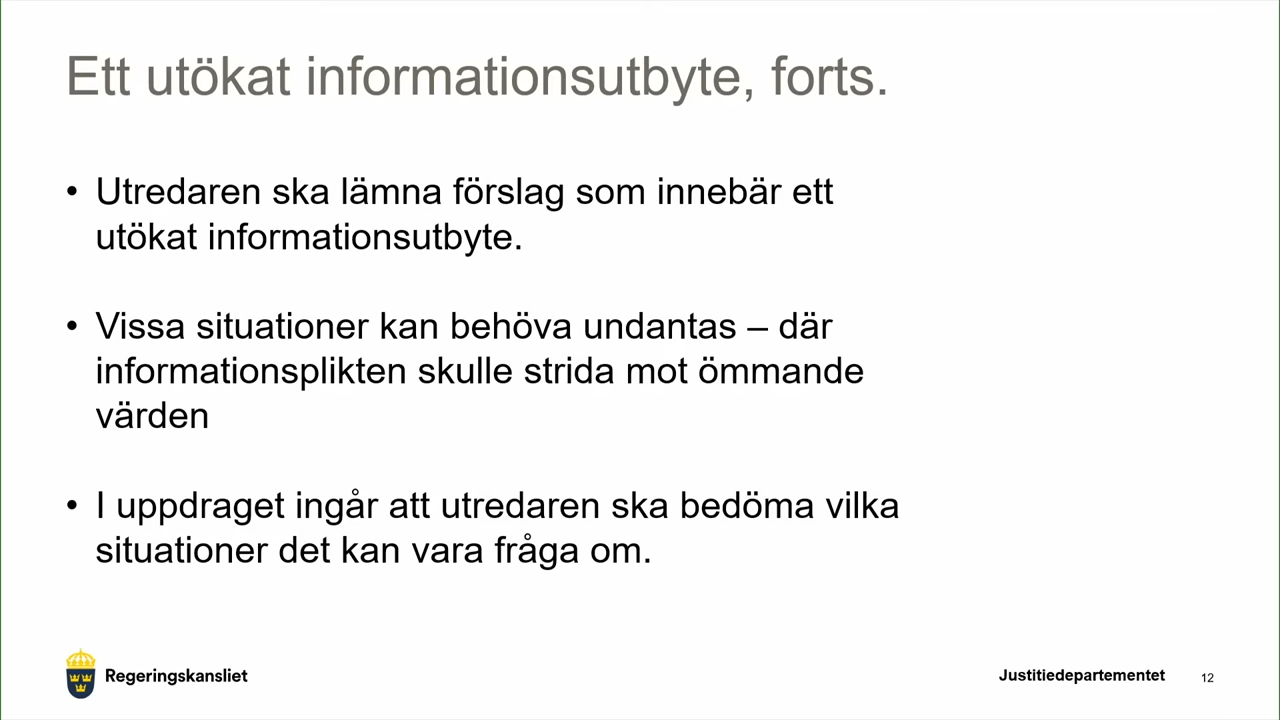 Ett utökat informationsutbyte, forts.
• Utredaren ska lämna förslag som innebär ett
utökat informationsutbyte.
• Vissa situationer kan behöva undantas – där
informationsplikten skulle strida mot ömmande
värden
• I uppdraget ingår att utredaren ska bedöma vilka
situationer det kan vara fråga om.
Regeringskansliet
Justitiedepartementet
12